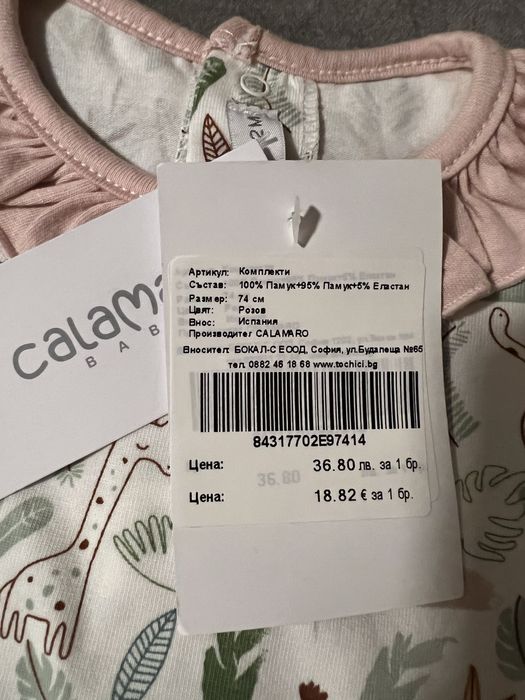 12M
calama
BAB
Артикул: Комплекти
Състав: 100% Памук+95% Памук+5% Еластан
Размер: 74 см
Цвят: Розов
Внос: Испания
Производител CALAMARO
Вносител: БОКАЛ-С ЕООД, София, ул.Будапеща №65
тел. 0882 46 18 68 www.tochici.bg
84317702E97414
Цена: 36.80 лв. за 1 бр.
36.80
Цена: 18.82 € за 1 бр.